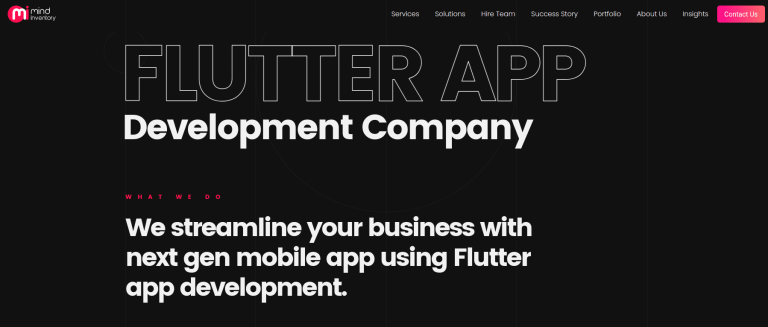 mind
inventory
Services Solutions Hire Team Success Story Portfolio About Us Insights Contact Us
FLUTTER APP
Development Company
WHAT WE DO
We streamline your business with
next gen mobile app using Flutter
app development.